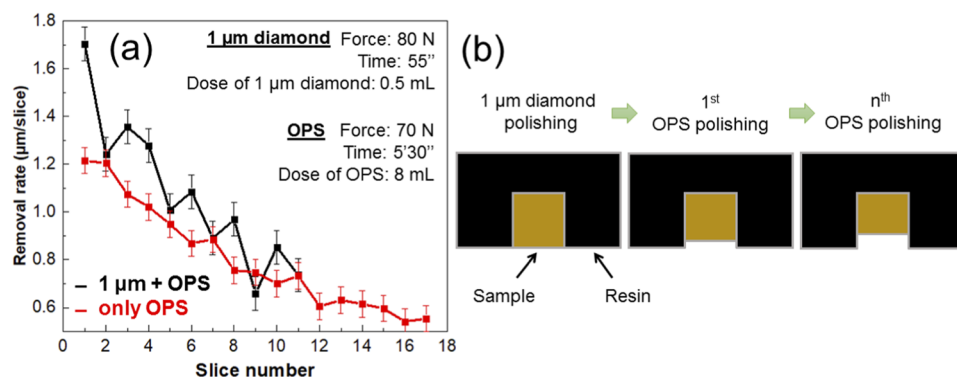 (a)
1 μm diamond Force: 80 N
Time: 55’’
Dose of 1 μm diamond: 0.5 mL
OPS Force: 70 N
Time: 5’30’’
Dose of OPS: 8 mL
1.8
1.6
1.4
1.2
1.0
0.8
0.6
Removal rate (μm/slice)
1 μm + OPS
only OPS
0 2 4 6 8 10 12 14 16 18
Slice number
(b)
1 μm diamond
polishing
1st
OPS polishing
nth
OPS polishing
Sample
Resin